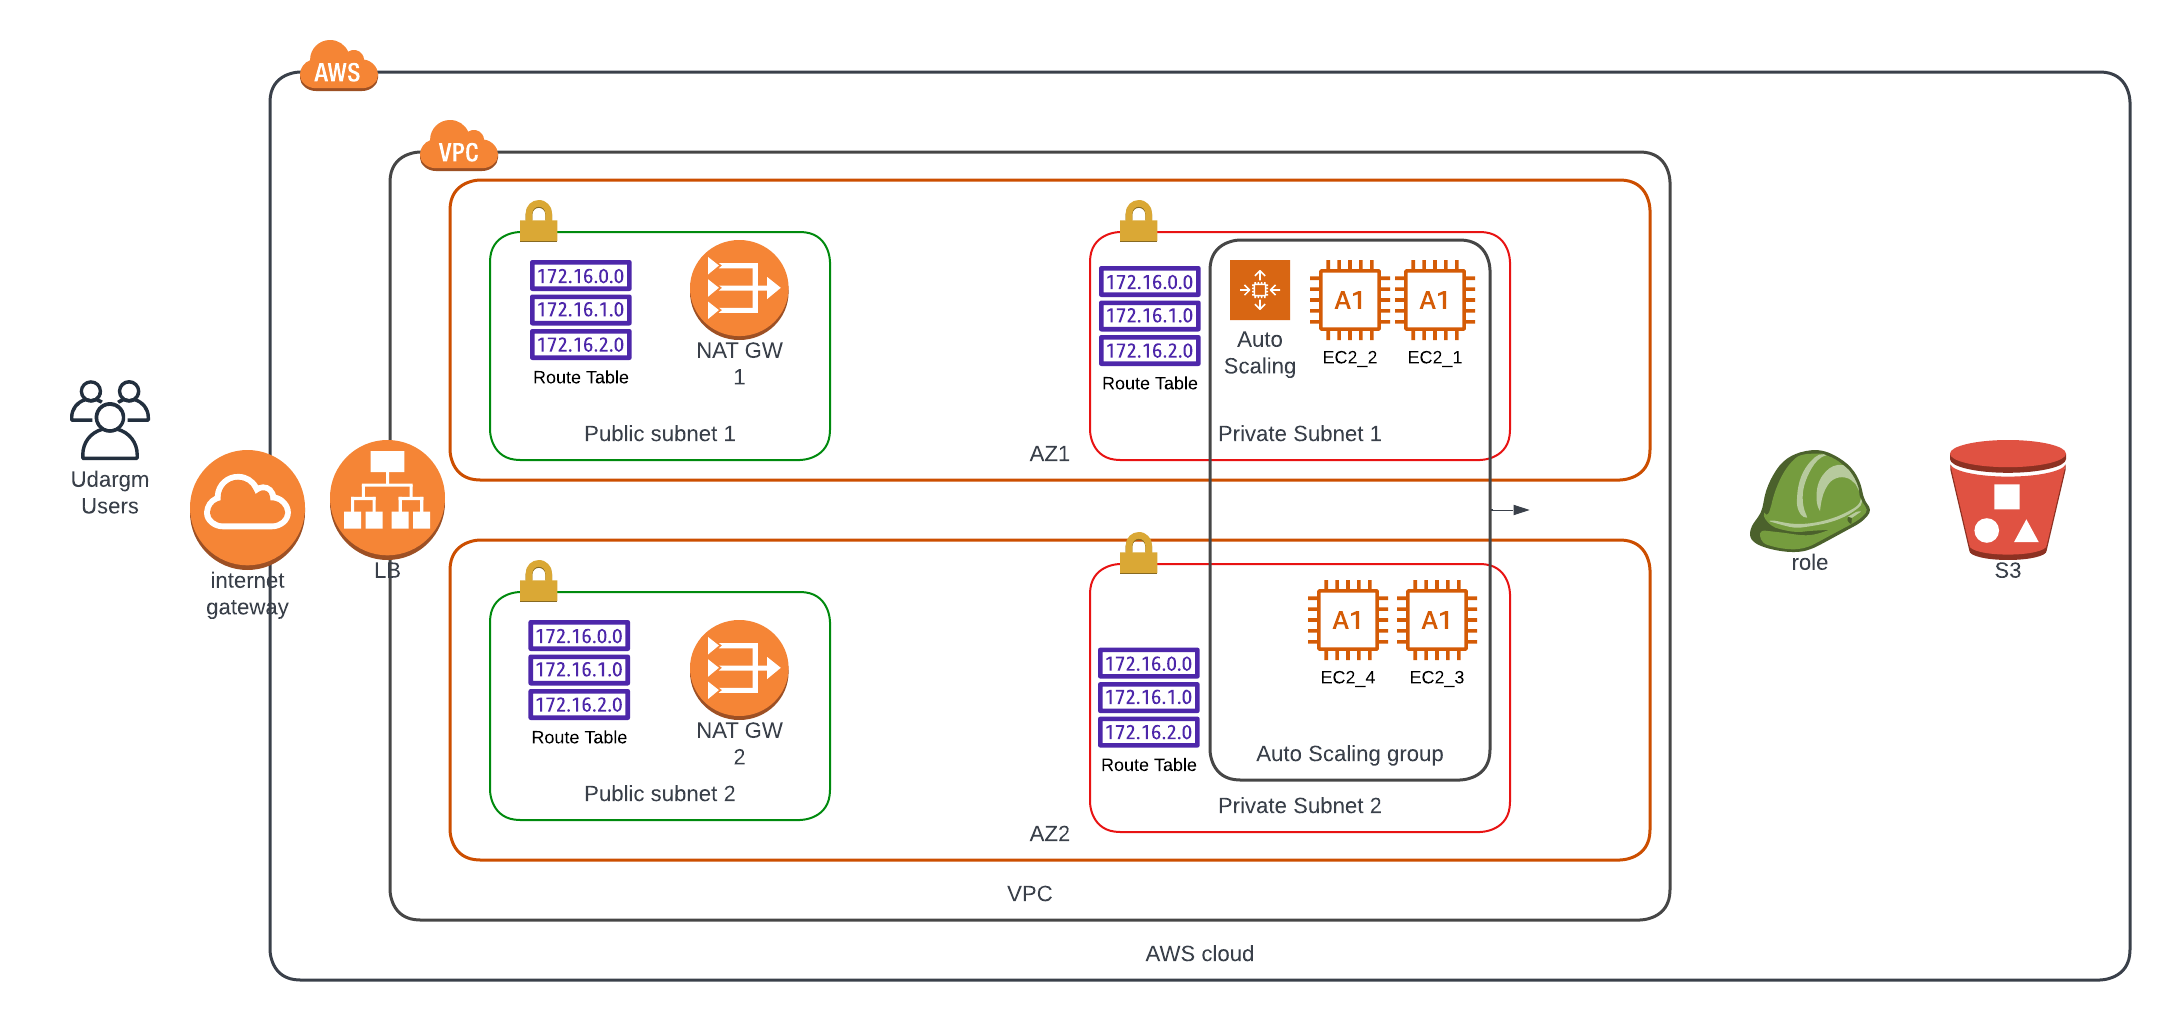 AWS
VPC
172.16.0.0
172.16.1.0
172.16.2.0
Route Table
NAT GW
1
Public subnet 1
AZ1
172.16.0.0
172.16.1.0
172.16.2.0
Route Table
Auto
Scaling
A1
EC2_2
A1
EC2_1
Private Subnet 1
Udargm
Users
internet
gateway
LB
role
S3
172.16.0.0
172.16.1.0
172.16.2.0
Route Table
NAT GW
2
Public subnet 2
AZ2
172.16.0.0
172.16.1.0
172.16.2.0
Route Table
A1
EC2_4
A1
EC2_3
Auto Scaling group
Private Subnet 2
VPC
AWS cloud